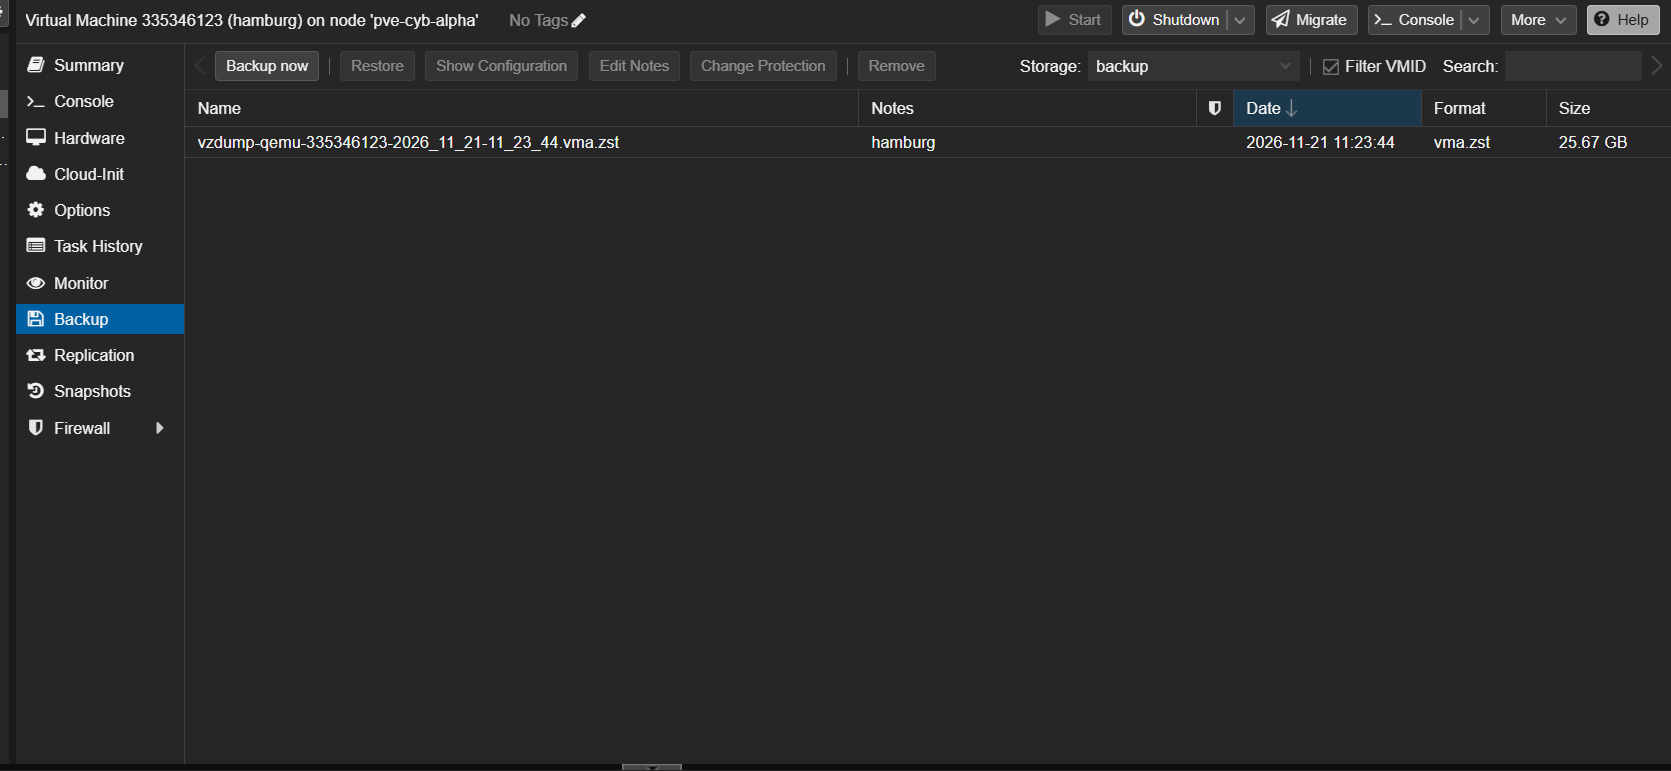 Virtual Machine 335346123 (hamburg) on node 'pve-cyb-alpha' No Tags Start Shutdown Migrate Console More Help
Summary
Console
Hardware
Cloud-Init
Options
Task History
Monitor
Backup
Replication
Snapshots
Firewall
Backup now Restore Show Configuration Edit Notes Change Protection Remove Storage: backup Filter VMID Search:
Name Notes Date Format Size
vzdump-qemu-335346123-2026_11_21-11_23_44.vma.zst hamburg 2026-11-21 11:23:44 vma.zst 25.67 GB